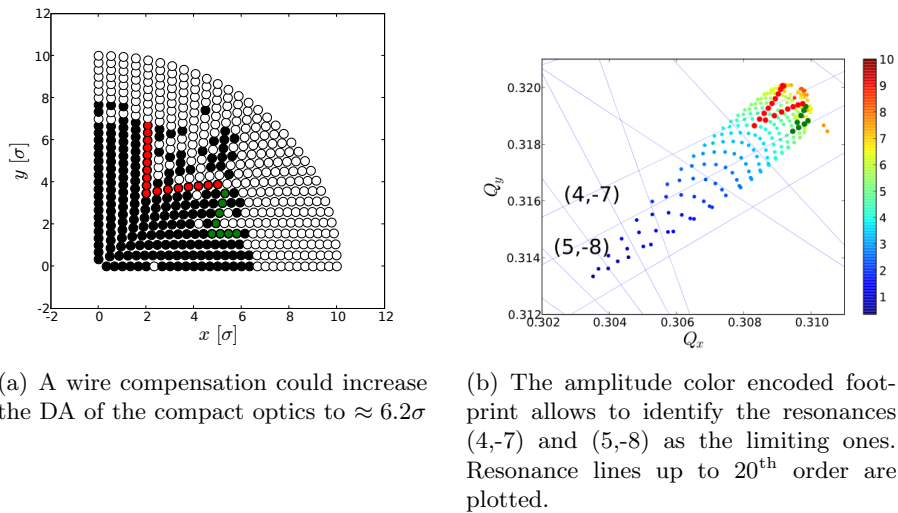 12
10
8
6
4
2
0
-2
-2 0 2 4 6 8 10 12
y [σ]
x [σ]
0.320
0.318
0.316
0.314
0.312
0.302 0.304 0.306 0.308 0.310
Q_y
Q_x
(4,-7)
(5,-8)
10
9
8
7
6
5
4
3
2
1
(a) A wire compensation could increase
the DA of the compact optics to ≈ 6.2σ
(b) The amplitude color encoded foot-
print allows to identify the resonances
(4,-7) and (5,-8) as the limiting ones.
Resonance lines up to 20th order are
plotted.